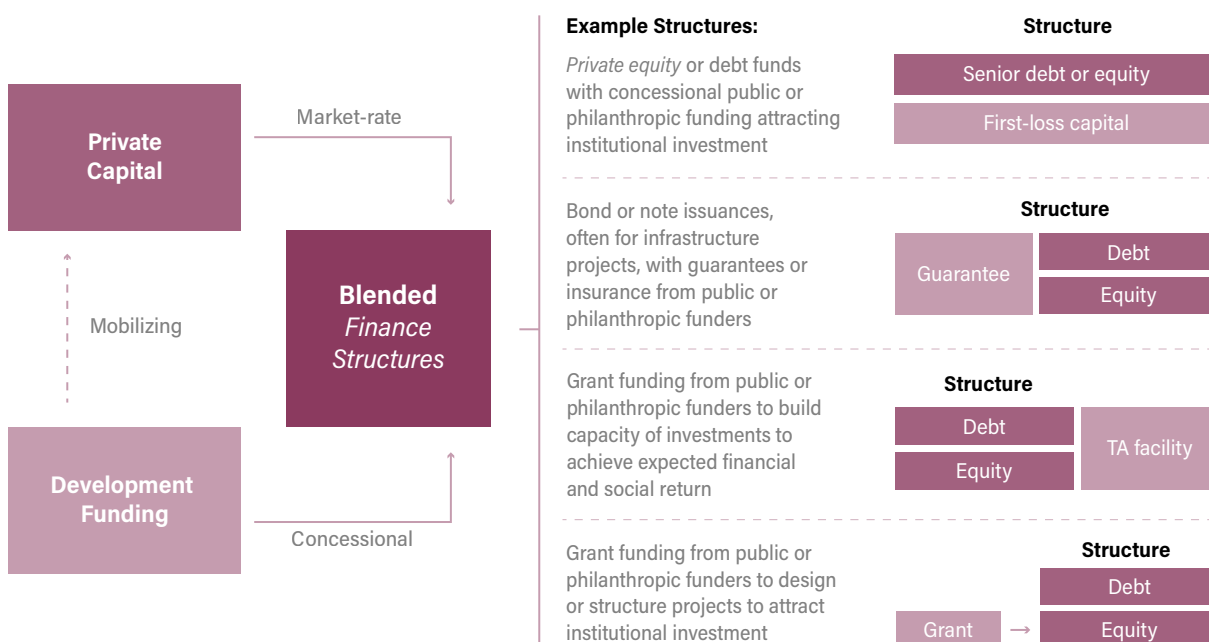 Private
Capital
Market-rate
Mobilizing
Blended
Finance
Structures
Development
Funding
Concessional
Example Structures:
Structure
Private equity or debt funds
with concessional public or
philanthropic funding attracting
institutional investment
Senior debt or equity
First-loss capital
Bond or note issuances,
often for infrastructure
projects, with guarantees or
insurance from public or
philanthropic funders
Structure
Guarantee
Debt
Equity
Grant funding from public or
philanthropic funders to build
capacity of investments to
achieve expected financial
and social return
Structure
Debt
Equity
TA facility
Grant funding from public or
philanthropic funders to design
or structure projects to attract
institutional investment
Structure
Debt
Grant
Equity